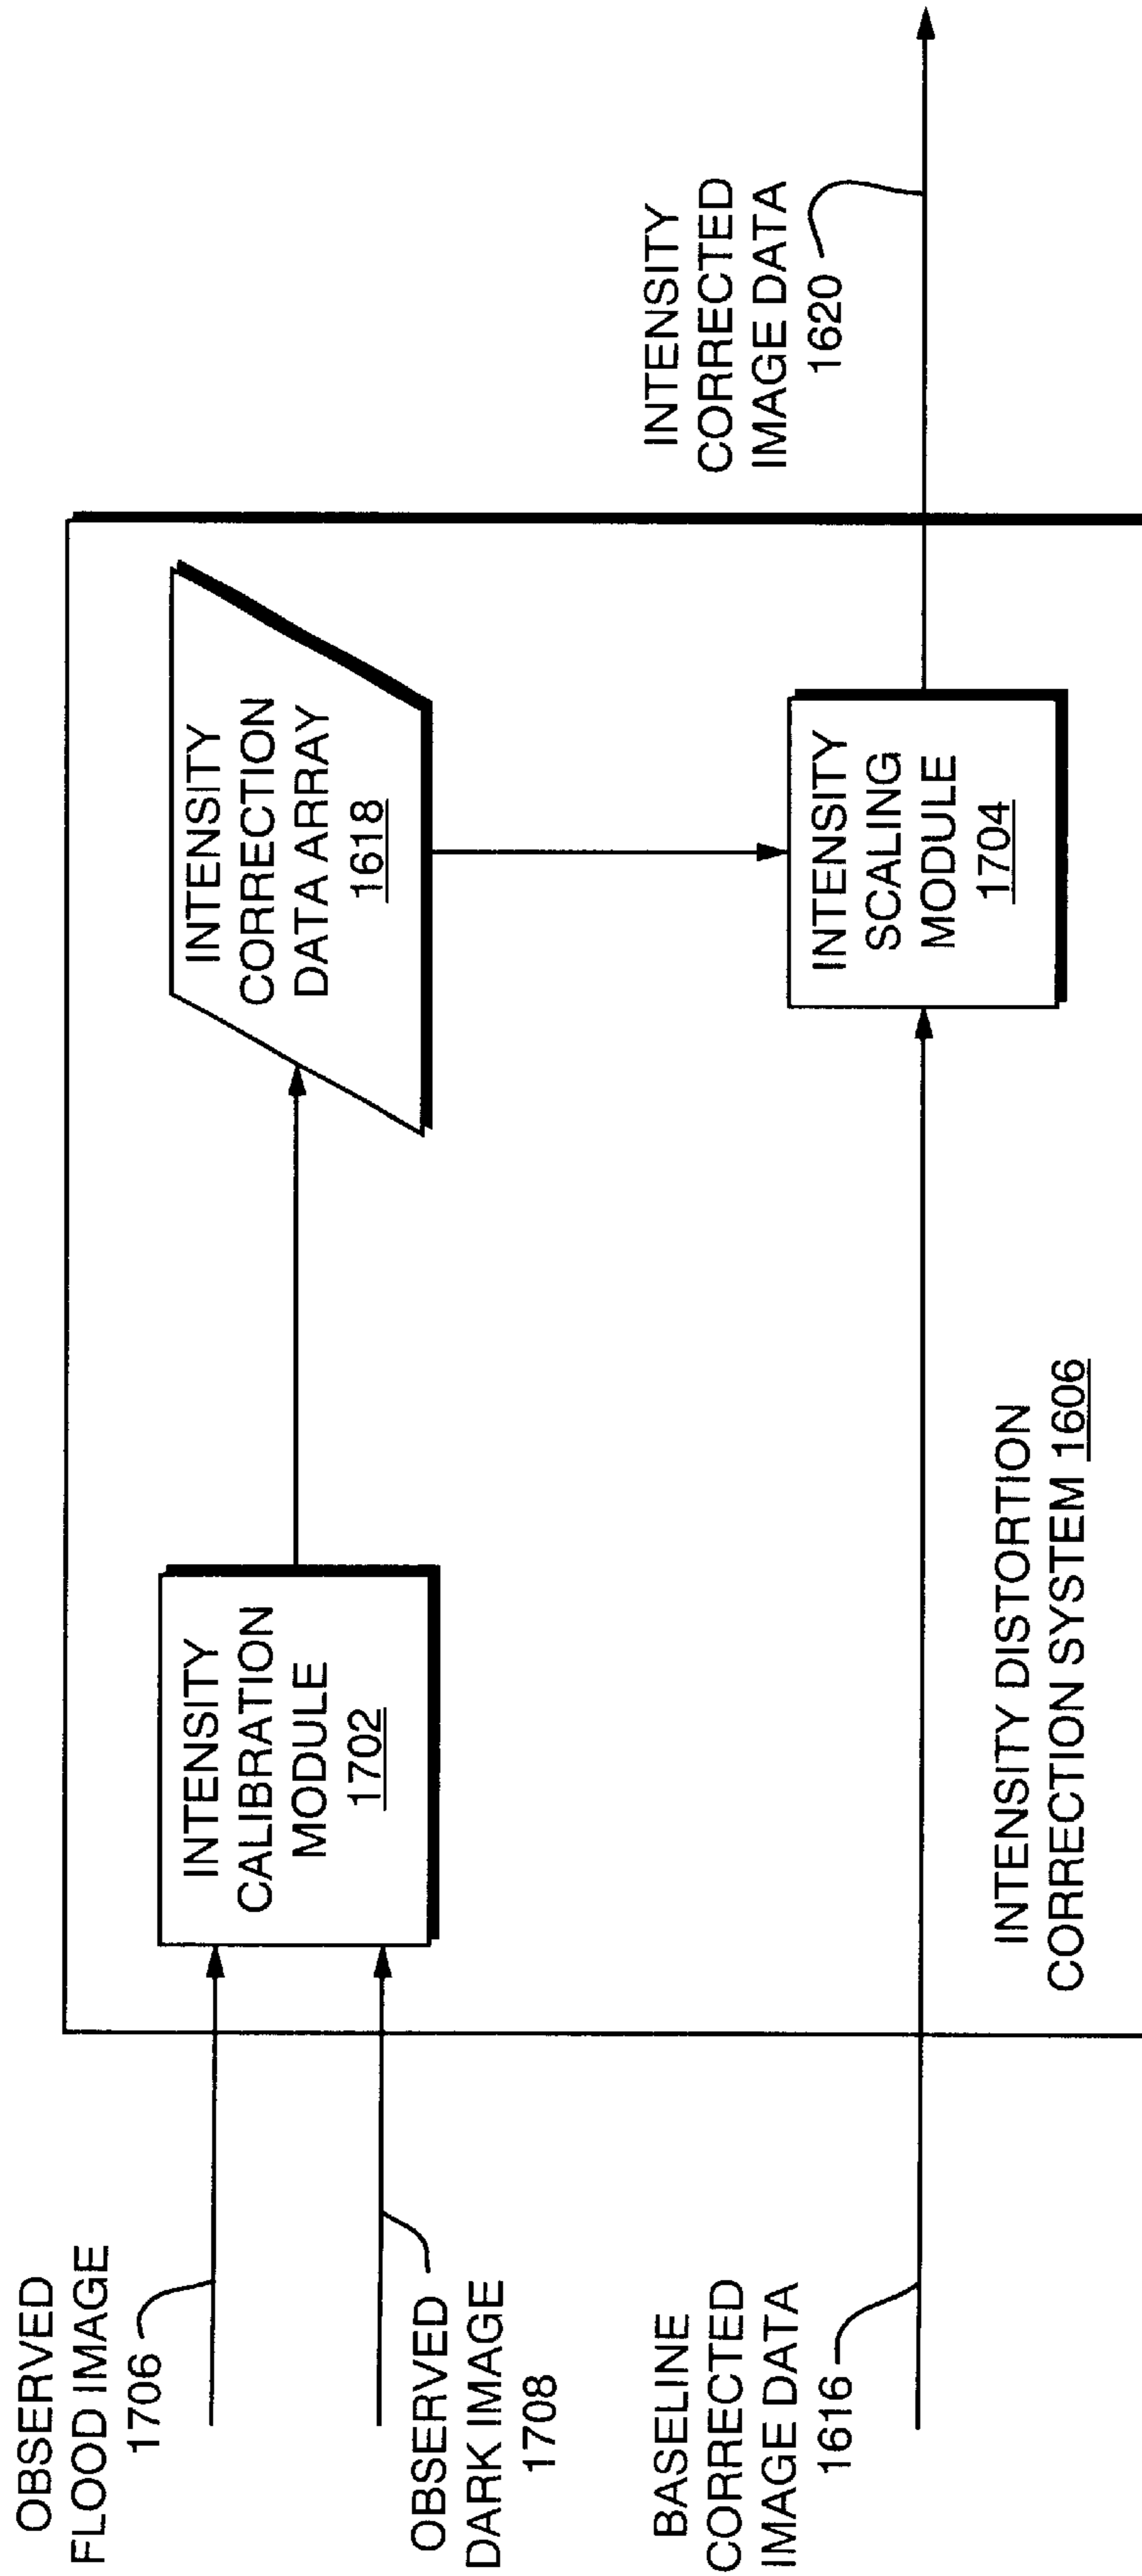 OBSERVED
FLOOD IMAGE
1706
OBSERVED
DARK IMAGE
1708
BASELINE
CORRECTED
IMAGE DATA
1616
INTENSITY
CALIBRATION
MODULE
1702
INTENSITY
CORRECTION
DATA ARRAY
1618
INTENSITY
SCALING
MODULE
1704
INTENSITY DISTORTION
CORRECTION SYSTEM 1606
INTENSITY
CORRECTED
IMAGE DATA
1620